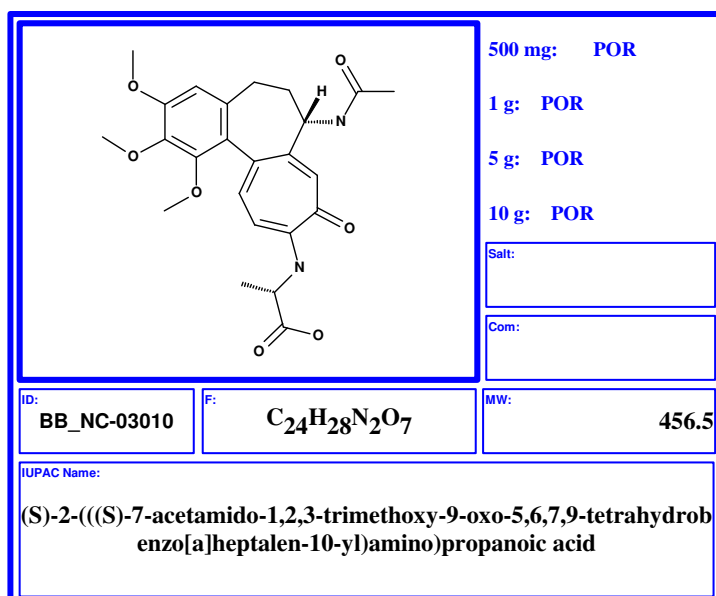 500 mg: POR
1 g: POR
5 g: POR
10 g: POR
O
O
H
N
O
O
O
N
O
O
Salt:
Com:
ID:
BB_NC-03010
F:
C24H28N2O7
MW:
456.5
IUPAC Name:
(S)-2-(((S)-7-acetamido-1,2,3-trimethoxy-9-oxo-5,6,7,9-tetrahydrob
enzo[a]heptalen-10-yl)amino)propanoic acid